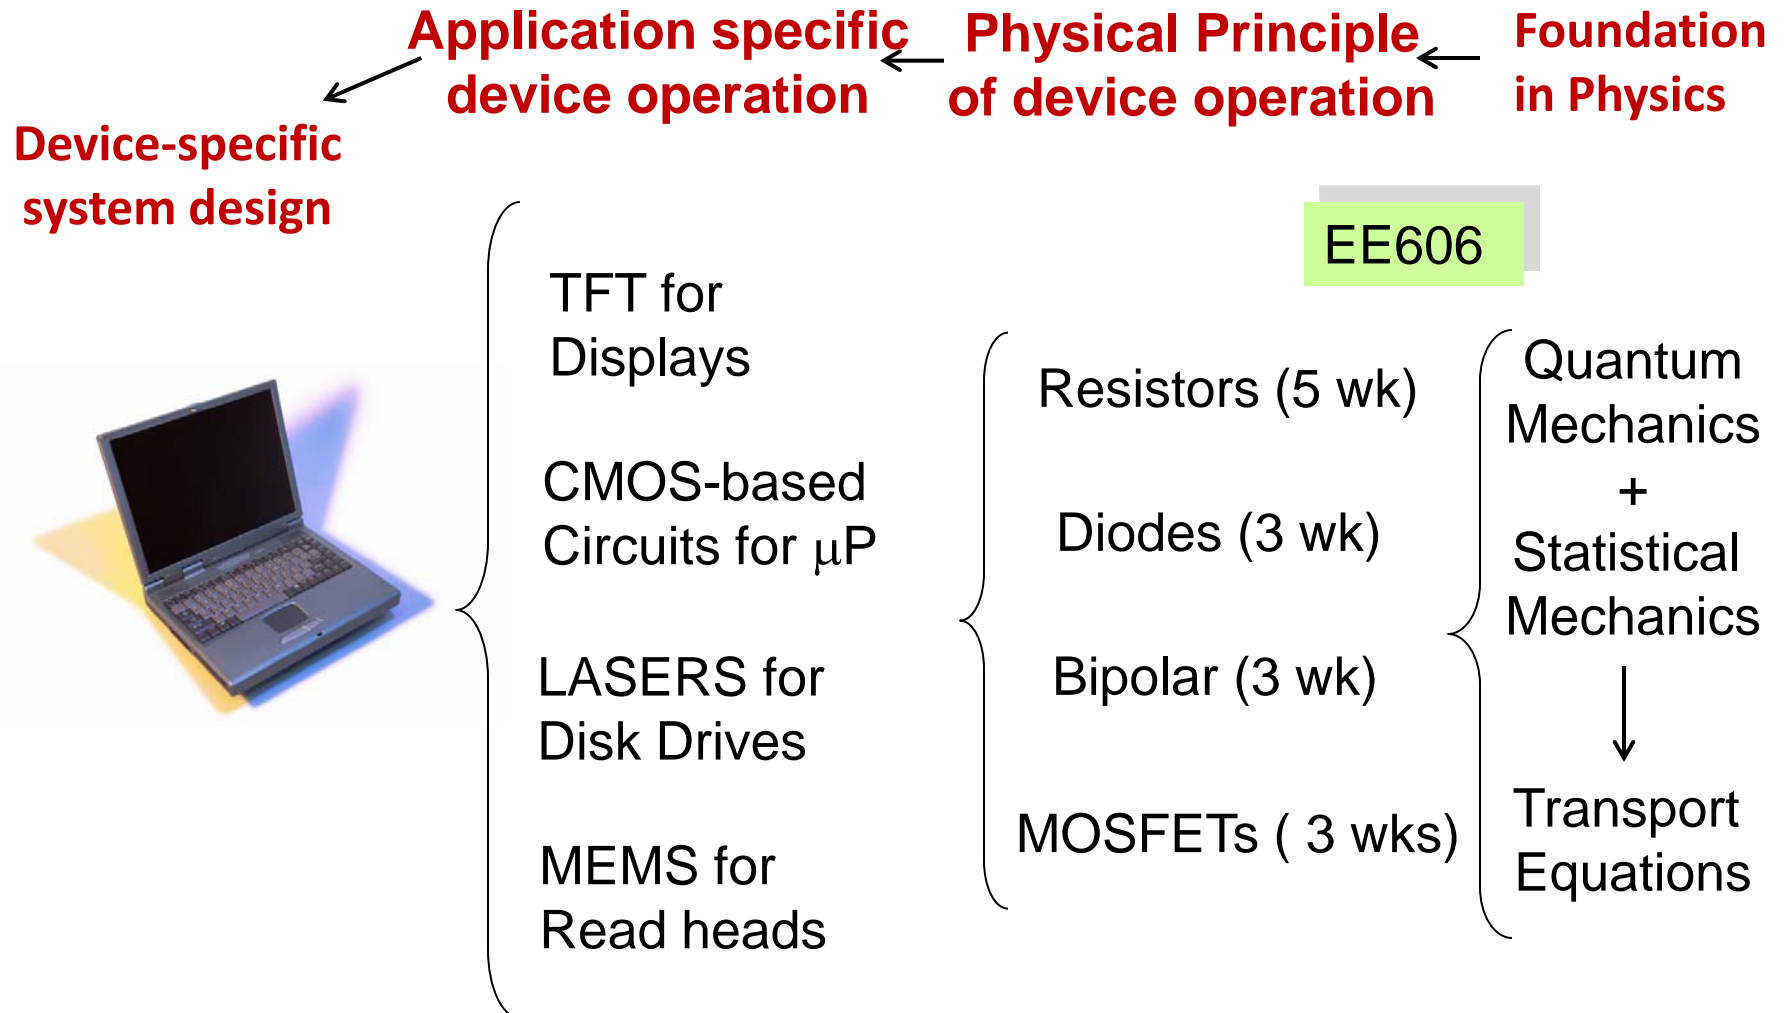 Application specific
device operation
Physical Principle
of device operation
Foundation
in Physics
Device-specific
system design
EE606
TFT for
Displays
CMOS-based
Circuits for μP
LASERS for
Disk Drives
MEMS for
Read heads
Resistors (5 wk)
Diodes (3 wk)
Bipolar (3 wk)
MOSFETs ( 3 wks)
Quantum
Mechanics
+
Statistical
Mechanics
Transport
Equations